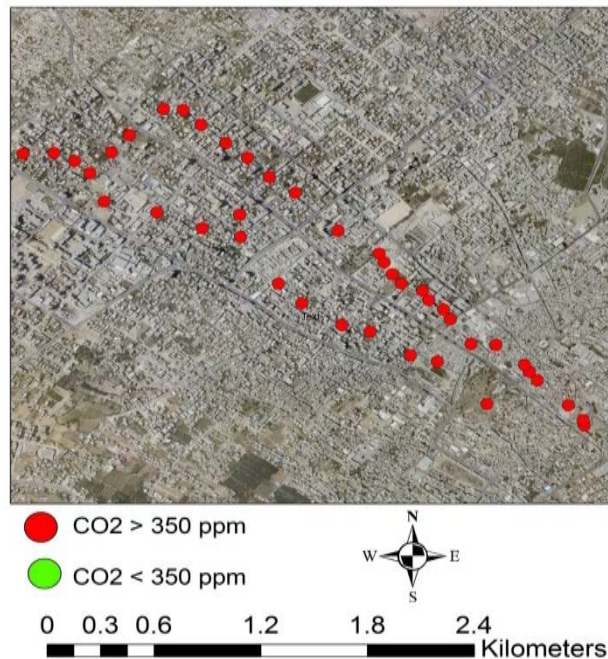 Text
CO2 > 350 ppm
CO2 < 350 ppm
N
W E
S
0 0.3 0.6 1.2 1.8 2.4
Kilometers